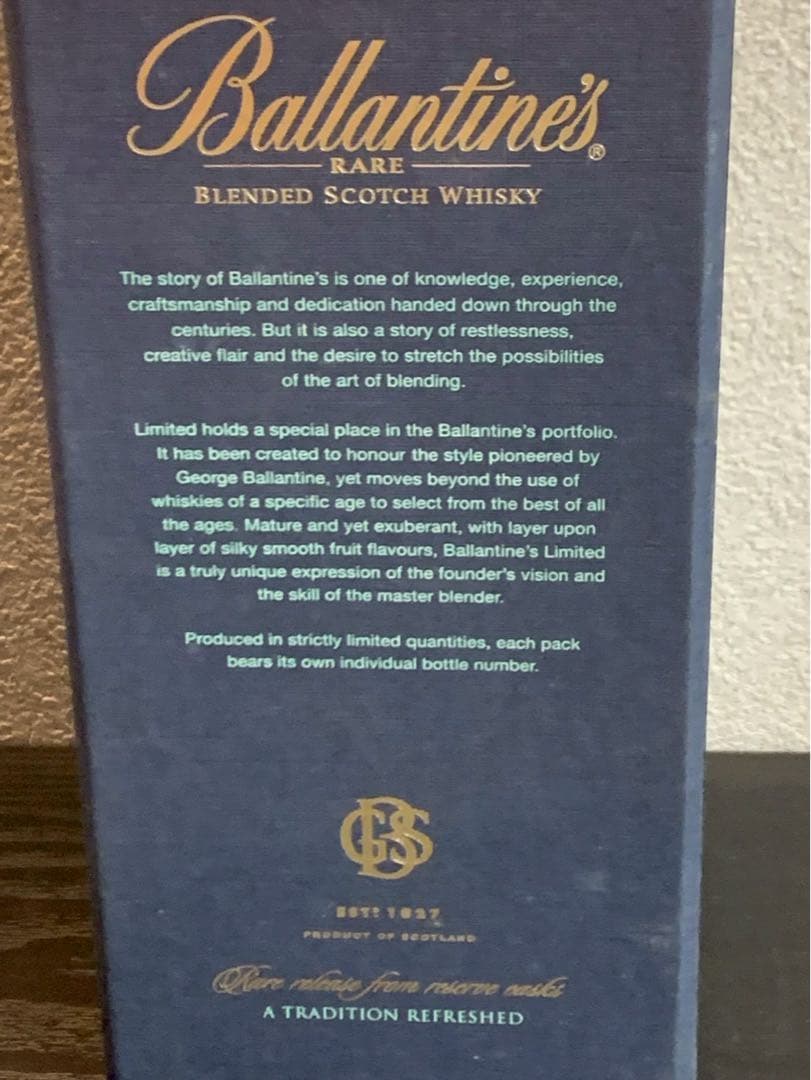 Ballantine's®
RARE
BLENDED SCOTCH WHISKY
The story of Ballantine's is one of knowledge, experience,
craftsmanship and dedication handed down through the
centuries. But it is also a story of restlessness,
creative flair and the desire to stretch the possibilities
of the art of blending.
Limited holds a special place in the Ballantine's portfolio.
It has been created to honour the style pioneered by
George Ballantine, yet moves beyond the use of
whiskies of a specific age to select from the best of all
the ages. Mature and yet exuberant, with layer upon
layer of silky smooth fruit flavours, Ballantine's Limited
is a truly unique expression of the founder's vision and
the skill of the master blender.
Produced in strictly limited quantities, each pack
bears its own individual bottle number.
GBS
ESTD 1827
PRODUCT OF SCOTLAND
Rare release from reserve casks
A TRADITION REFRESHED